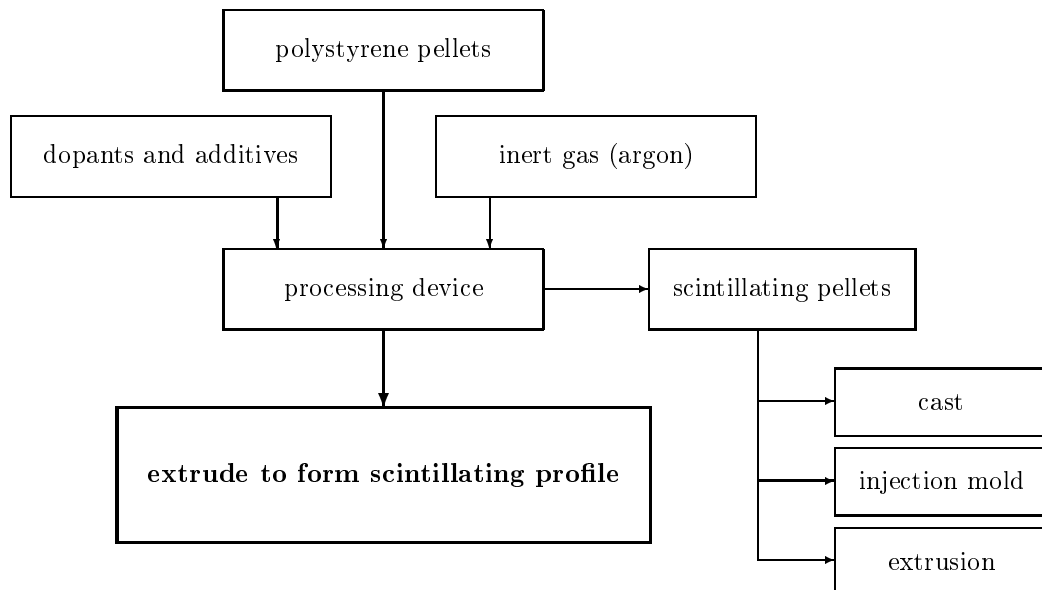 polystyrene pellets
dopants and additives
inert gas (argon)
processing device
scintillating pellets
cast
extrude to form scintillating profile
injection mold
extrusion